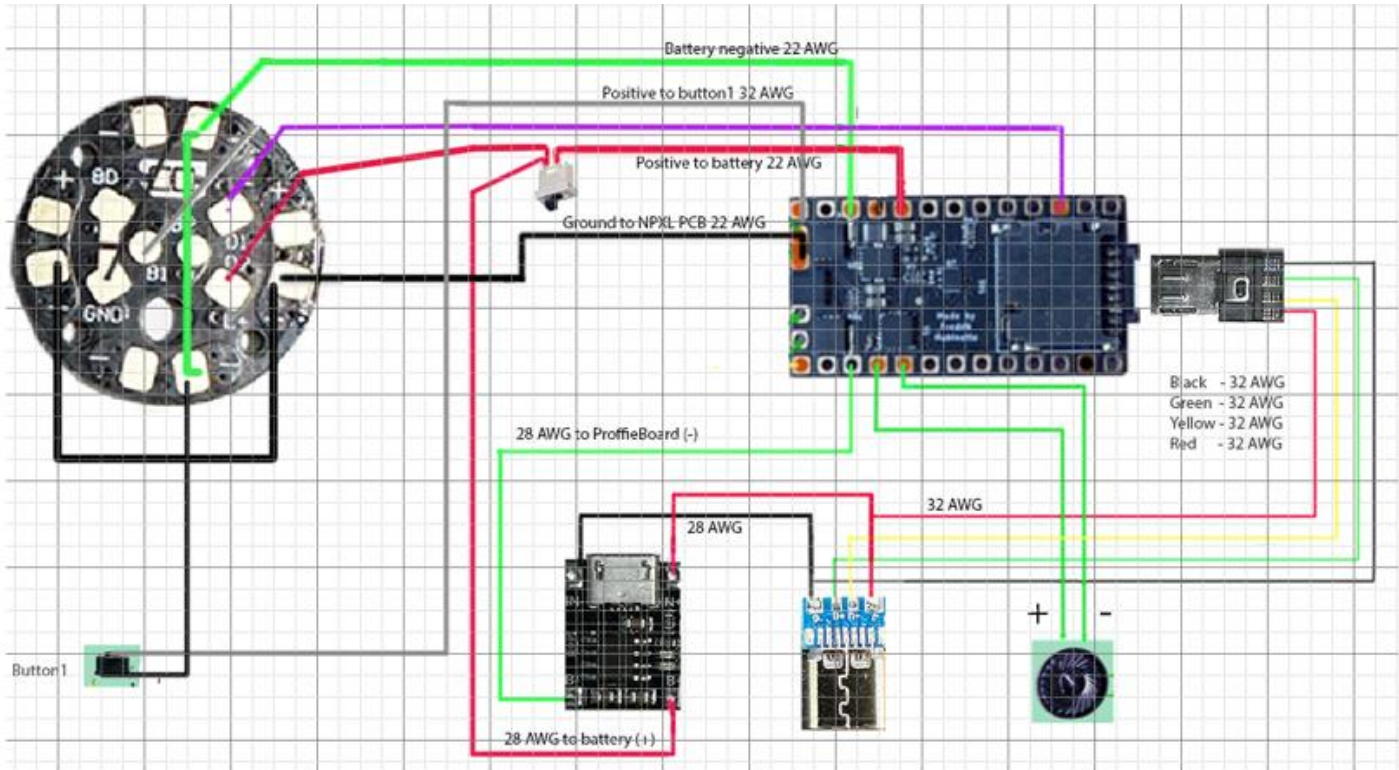 Battery negative 22 AWG
Positive to button1 32 AWG
Positive to battery 22 AWG
Ground to NPXL PCB 22 AWG
+
8D
+
D1
B1
GND
Made by
Fredrik
Hubinette
Black - 32 AWG
Green - 32 AWG
Yellow - 32 AWG
Red - 32 AWG
28 AWG to ProffieBoard (-)
32 AWG
28 AWG
+ -
Button1
28 AWG to battery (+)